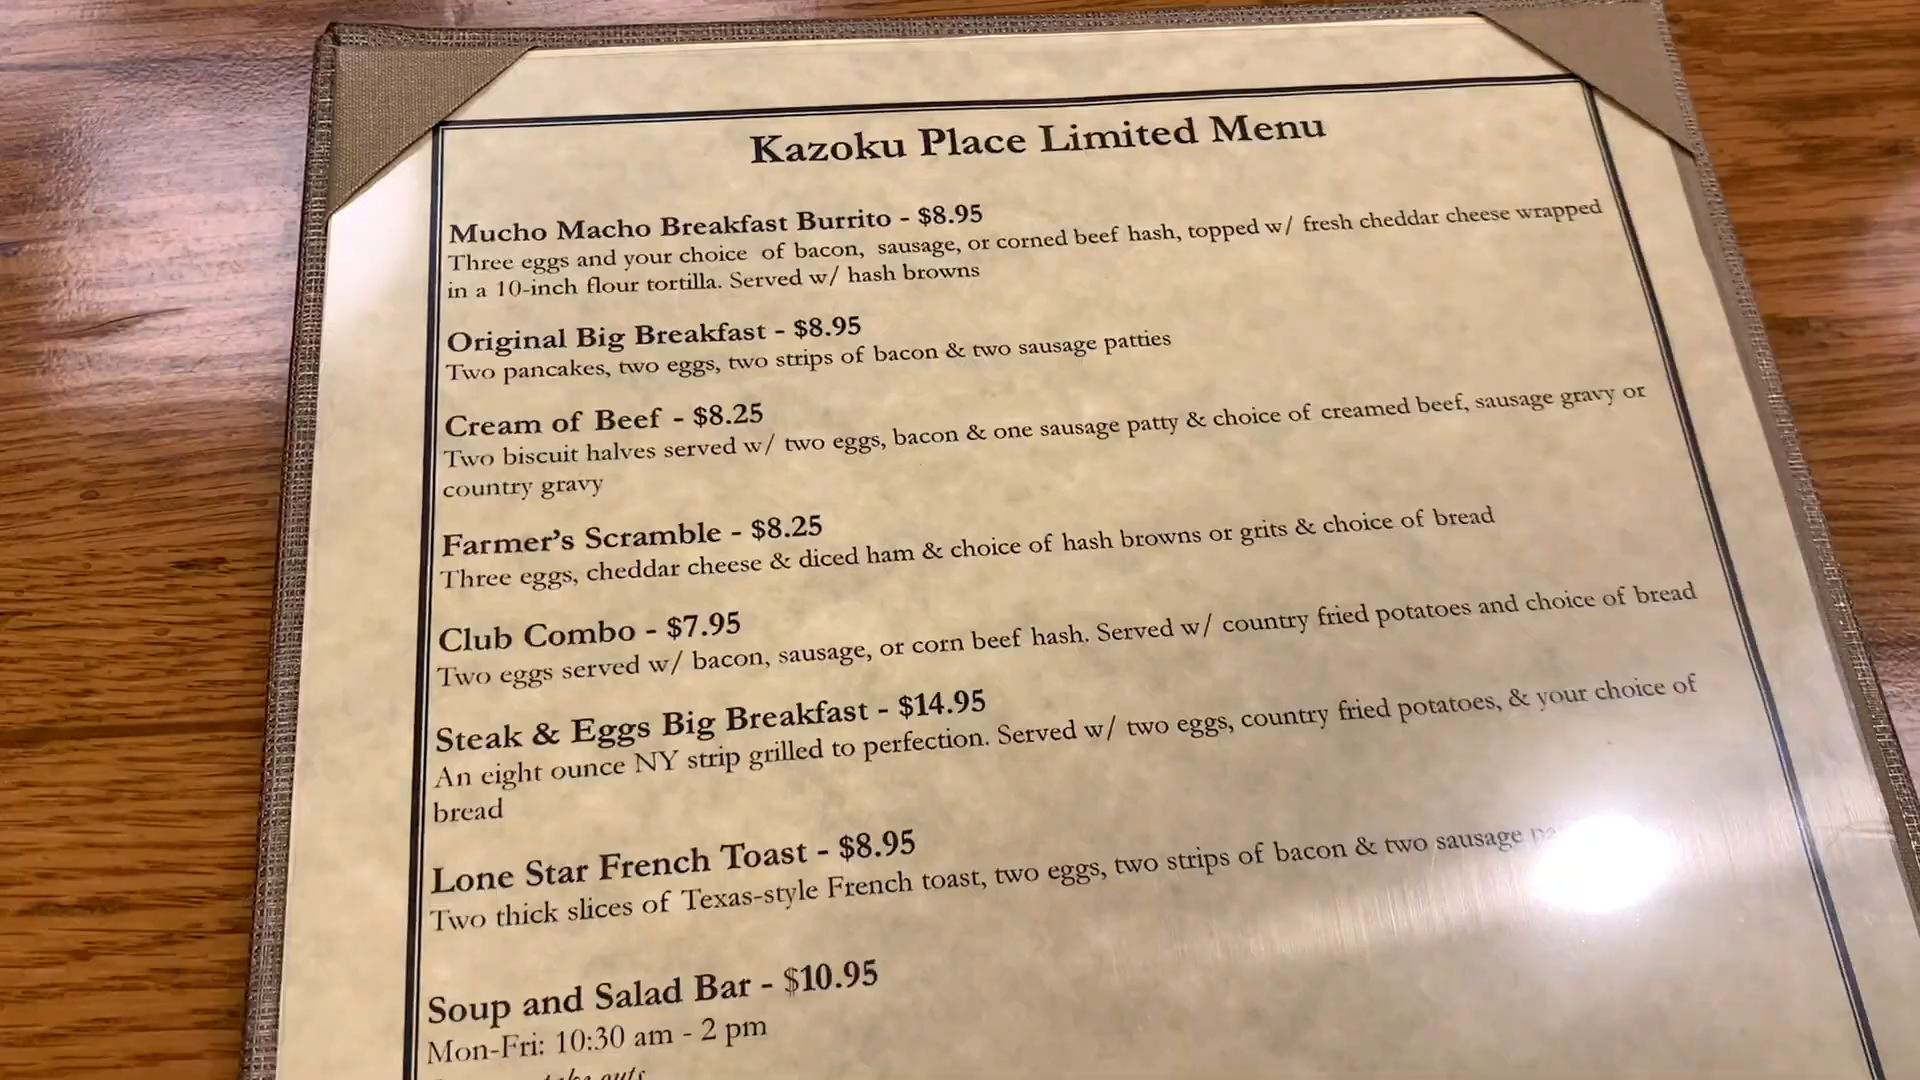 Kazoku Place Limited Menu
Mucho Macho Breakfast Burrito - $8.95
Three eggs and your choice of bacon, sausage, or corned beef hash, topped w/ fresh cheddar cheese wrapped
in a 10-inch flour tortilla. Served w/ hash browns
Original Big Breakfast - $8.95
Two pancakes, two eggs, two strips of bacon & two sausage patties
Cream of Beef - $8.25
Two biscuit halves served w/ two eggs, bacon & one sausage patty & choice of creamed beef, sausage gravy or
country gravy
Farmer's Scramble - $8.25
Three eggs, cheddar cheese & diced ham & choice of hash browns or grits & choice of bread
Club Combo - $7.95
Two eggs served w/ bacon, sausage, or corn beef hash. Served w/ country fried potatoes and choice of bread
Steak & Eggs Big Breakfast - $14.95
An eight ounce NY strip grilled to perfection. Served w/ two eggs, country fried potatoes, & your choice of
bread
Lone Star French Toast - $8.95
Two thick slices of Texas-style French toast, two eggs, two strips of bacon & two sausage
Soup and Salad Bar - $10.95
Mon-Fri: 10:30 am - 2 pm